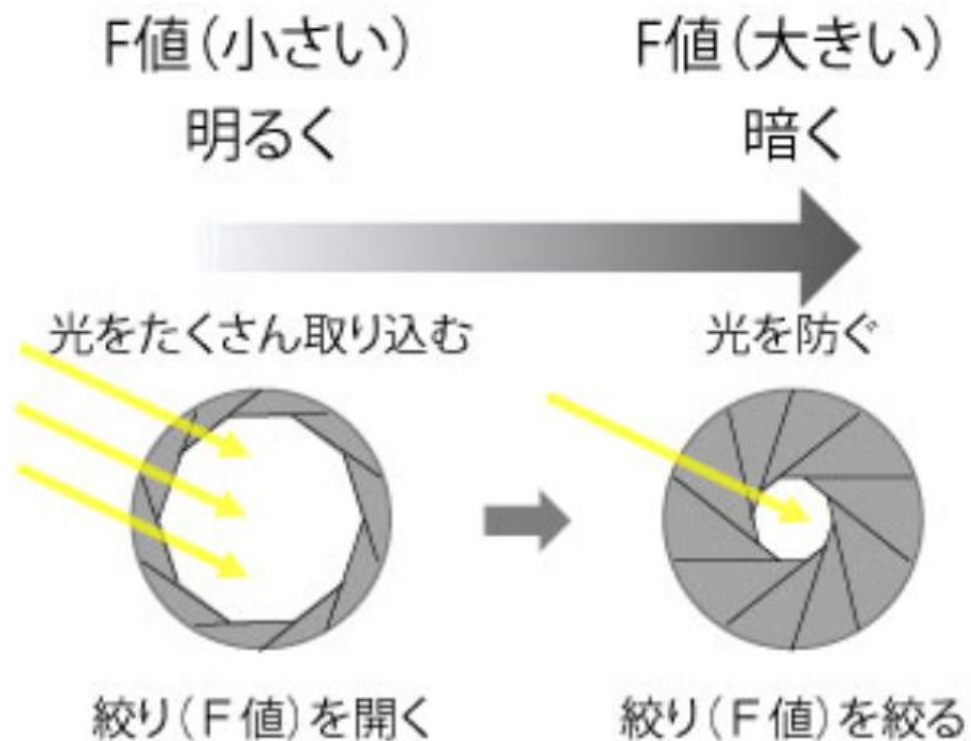 F値(小さい)
F値(大きい)
明るく
暗く
光をたくさん取り込む
光を防ぐ
絞り(F値)を開く
絞り(F値)を絞る